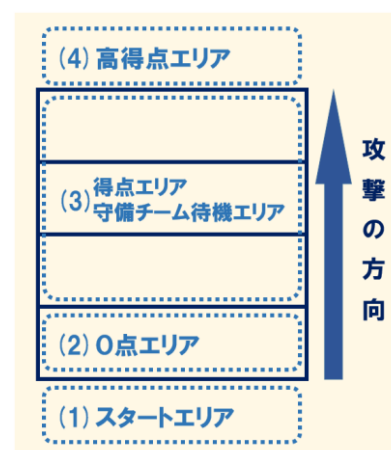 (4) 高得点エリア
(3) 得点エリア
守備チーム待機エリア
(2) 0点エリア
(1) スタートエリア
攻撃の方向